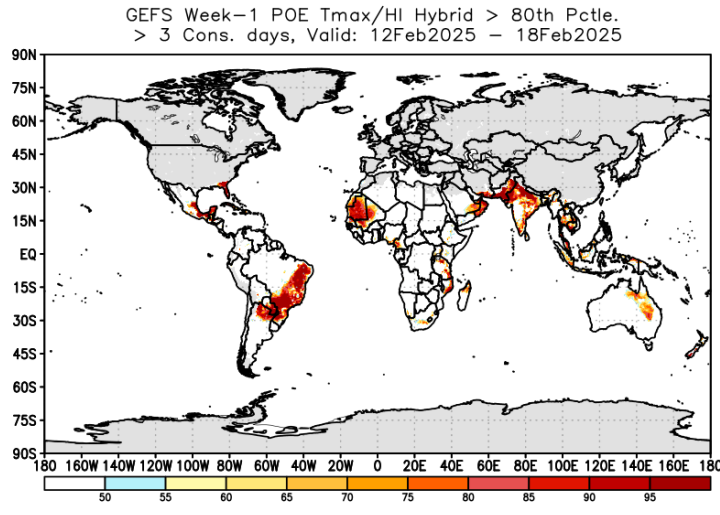 GEFS Week-1 POE Tmax/HI Hybrid > 80th Pctle.
> 3 Cons. days, Valid: 12Feb2025 - 18Feb2025
90N
75N
60N
45N
30N
15N
EQ
15S
30S
45S
60S
75S
90S
180 160W 140W 120W 100W 80W 60W 40W 20W 0 20E 40E 60E 80E 100E 120E 140E 160E 180
50 55 60 65 70 75 80 85 90 95